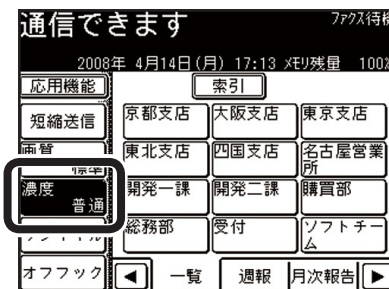 通信できます
ファクス待機
2008年 4月14日(月) 17:13 メモリ残量 100%
応用機能 索引
短縮送信 京都支店 大阪支店 東京支店
画質 標準 東北支店 四国支店 名古屋営業所
濃度 普通 開発一課 開発二課 購買部
総務部 受付 ソフトチーム
オフフック 一覧 週報 月次報告